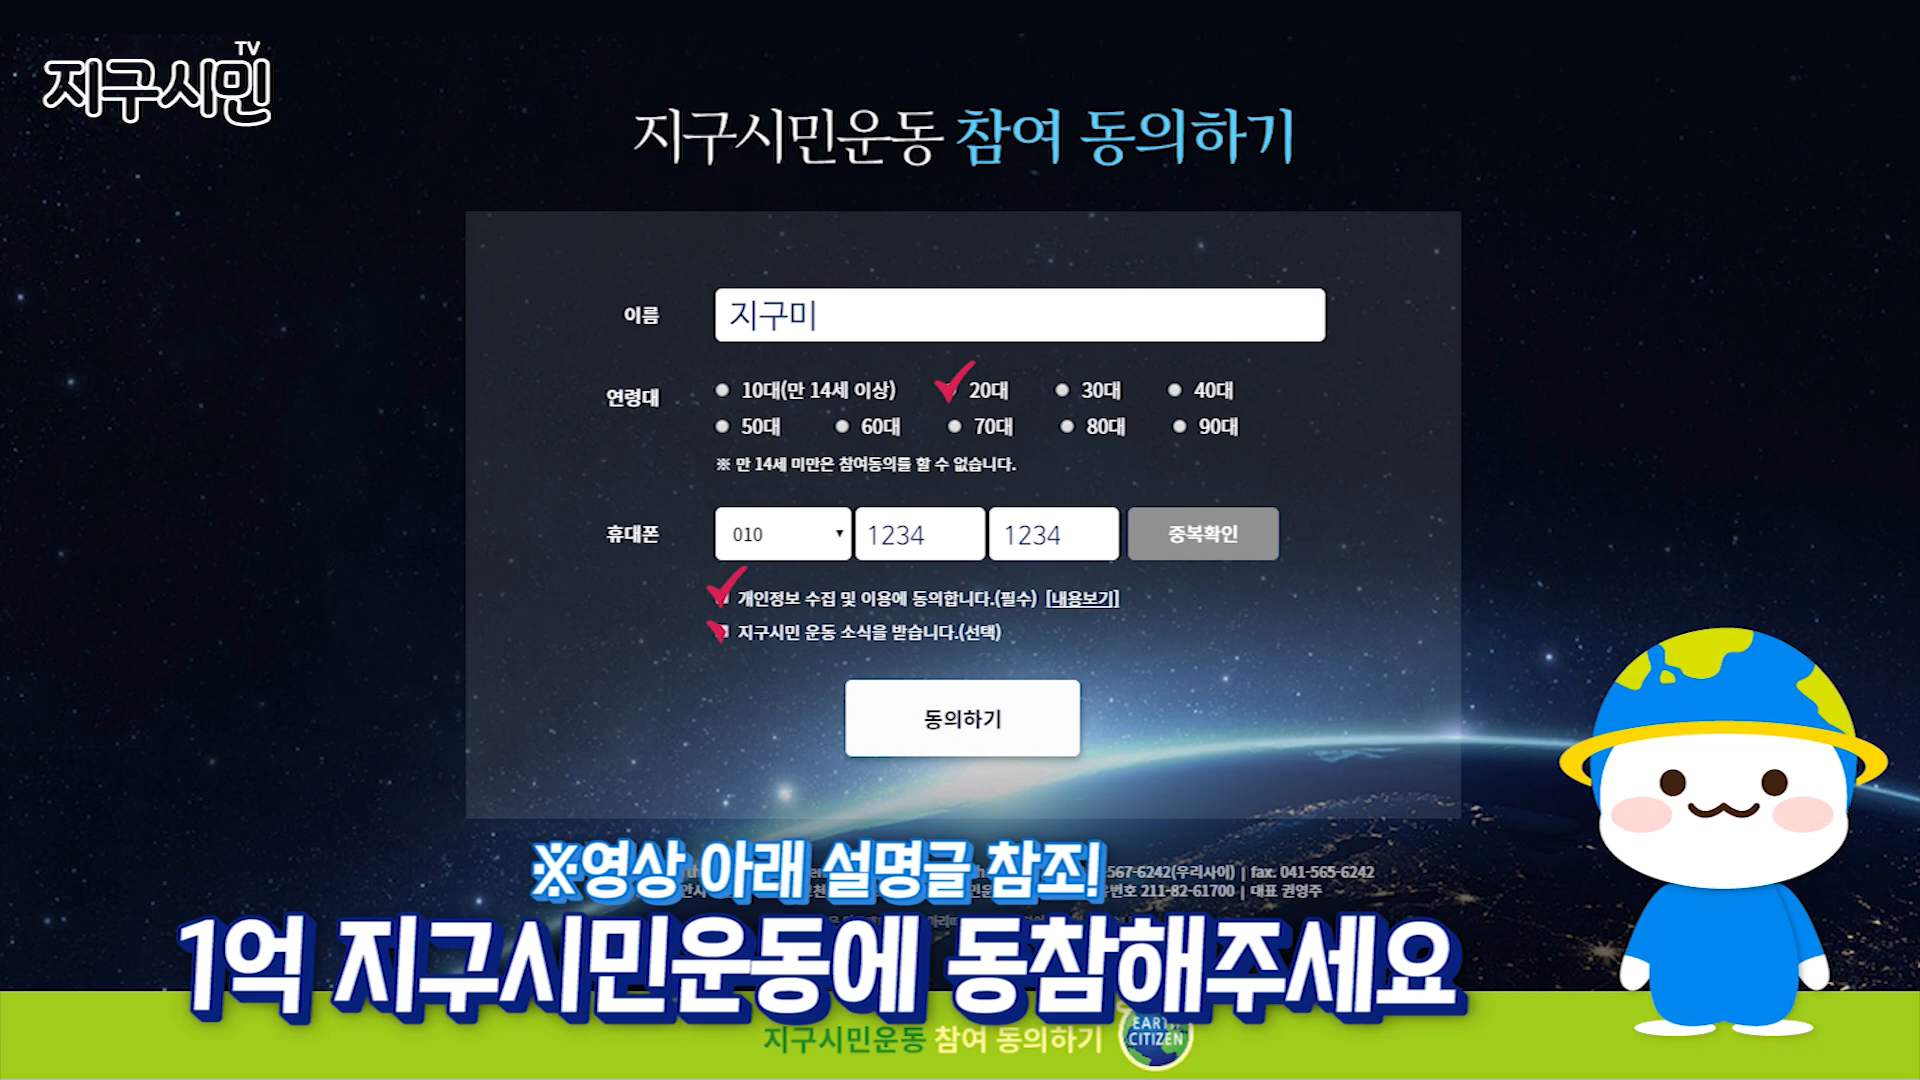 TV
지구시민
지구시민운동 참여 동의하기
이름 지구미
연령대 10대(만 14세 이상) 20대 30대 40대
50대 60대 70대 80대 90대
※ 만 14세 미만은 참여동의를 할 수 없습니다.
휴대폰 010 1234 1234 중복확인
개인정보 수집 및 이용에 동의합니다.(필수) [내용보기]
지구시민 운동 소식을 받습니다.(선택)
동의하기
※영상 아래 설명글 참조!
567-6242(우리사이) | fax. 041-565-6242
211-82-61700 | 대표 권영주
1억 지구시민운동에 동참해주세요
지구시민운동 참여 동의하기
EARTH
CITIZEN